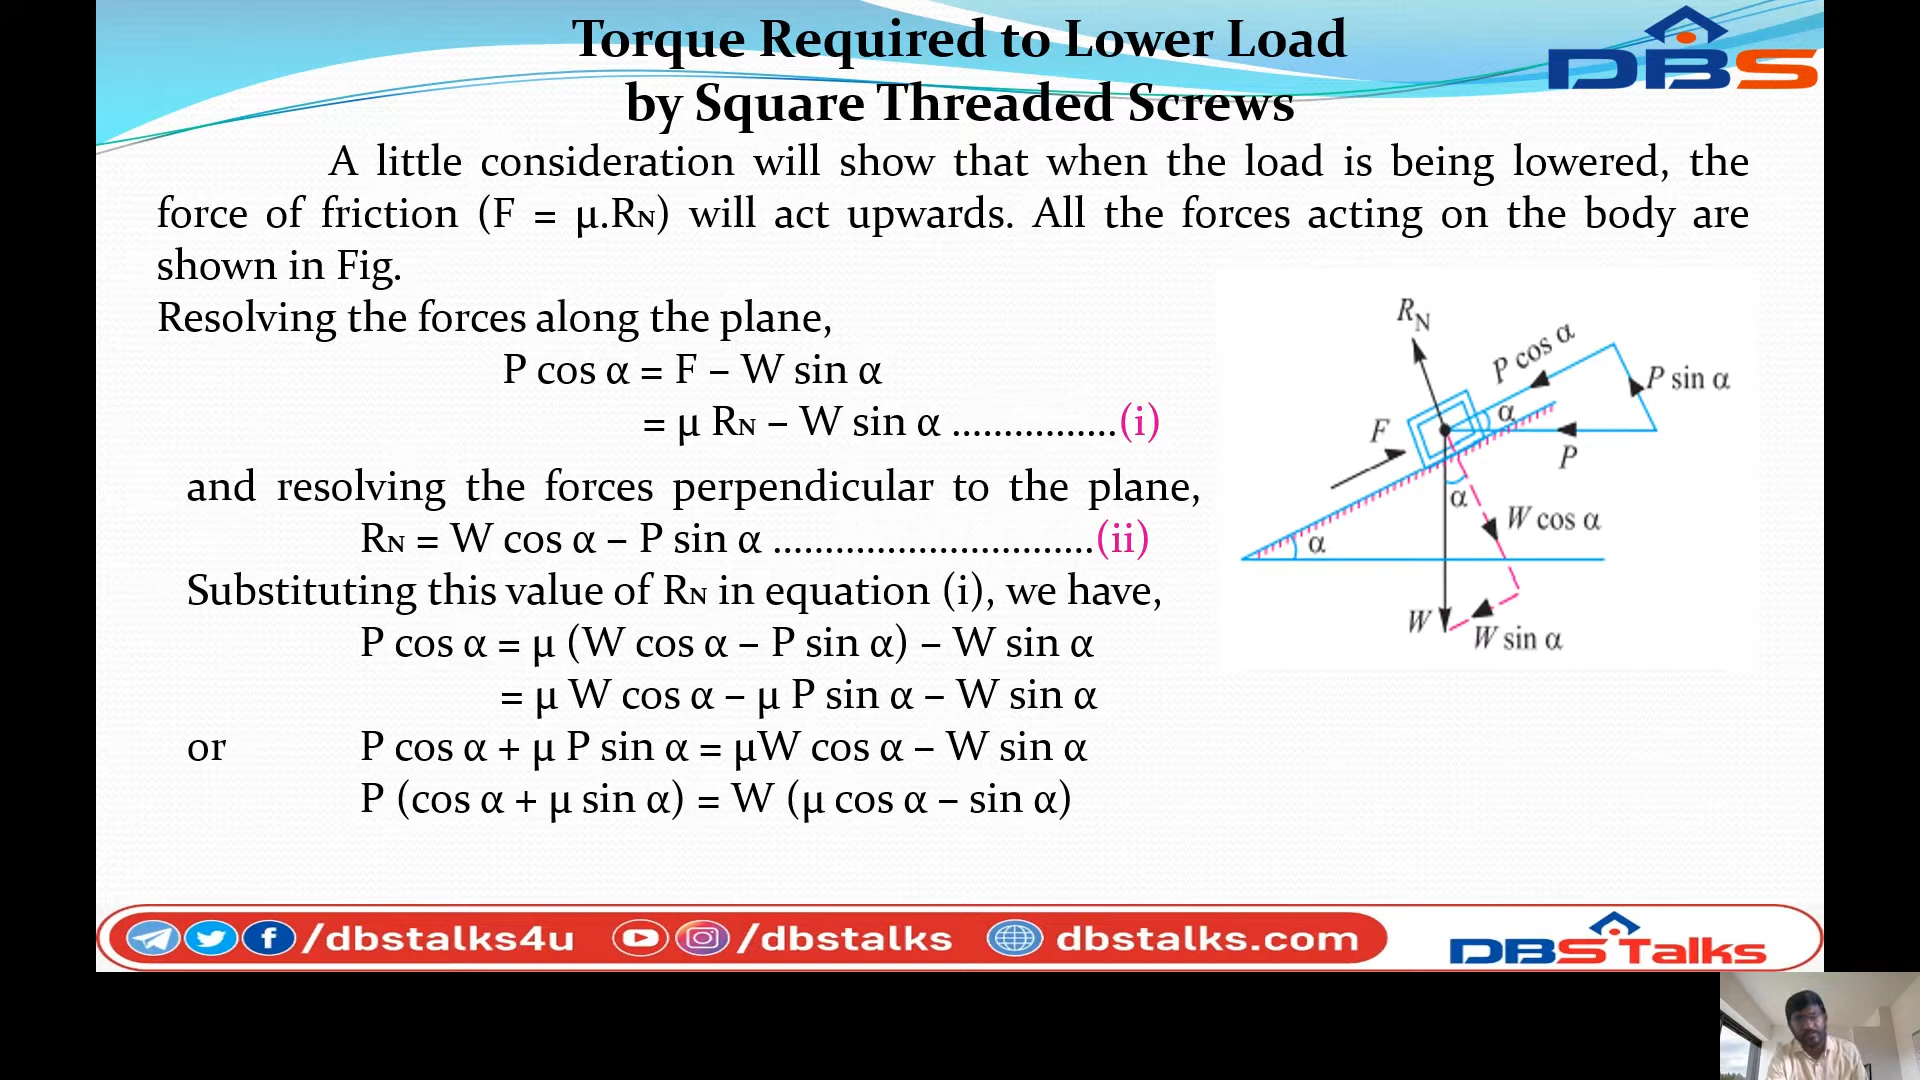 Torque Required to Lower Load
by Square Threaded Screws
DBS
A little consideration will show that when the load is being lowered, the
force of friction (F = μ.RN) will act upwards. All the forces acting on the body are
shown in Fig.
Resolving the forces along the plane,
P cos α = F – W sin α
= μ RN – W sin α ................(i)
and resolving the forces perpendicular to the plane,
RN = W cos α – P sin α ...............................(ii)
Substituting this value of RN in equation (i), we have,
P cos α = μ (W cos α – P sin α) – W sin α
= μ W cos α – μ P sin α – W sin α
or P cos α + μ P sin α = μW cos α – W sin α
P (cos α + μ sin α) = W (μ cos α – sin α)
RN
P cos α
P sin α
α
F
P
α
W cos α
α
W
W sin α
/dbstalks4u /dbstalks dbstalks.com
DBS Talks